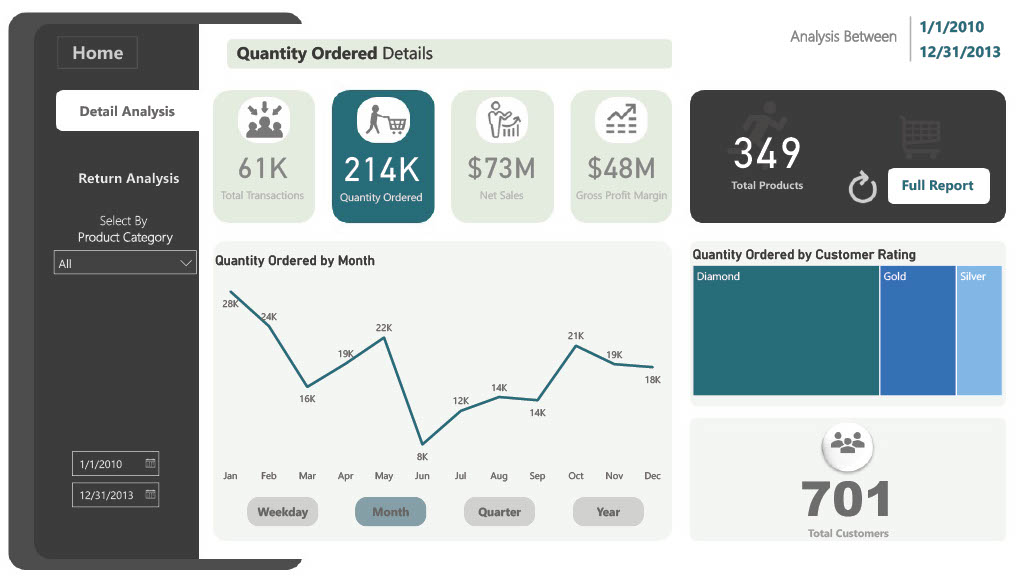 Home
Detail Analysis
Return Analysis
Select By
Product Category
All
1/1/2010
12/31/2013
Quantity Ordered Details
Analysis Between
1/1/2010
12/31/2013
61K
Total Transactions
214K
Quantity Ordered
$73M
Net Sales
$48M
Gross Profit Margin
349
Total Products
Full Report
Quantity Ordered by Month
28K
24K
16K
19K
22K
8K
12K
14K
14K
21K
19K
18K
Jan Feb Mar Apr May Jun Jul Aug Sep Oct Nov Dec
Weekday Month Quarter Year
Quantity Ordered by Customer Rating
Diamond Gold Silver
701
Total Customers